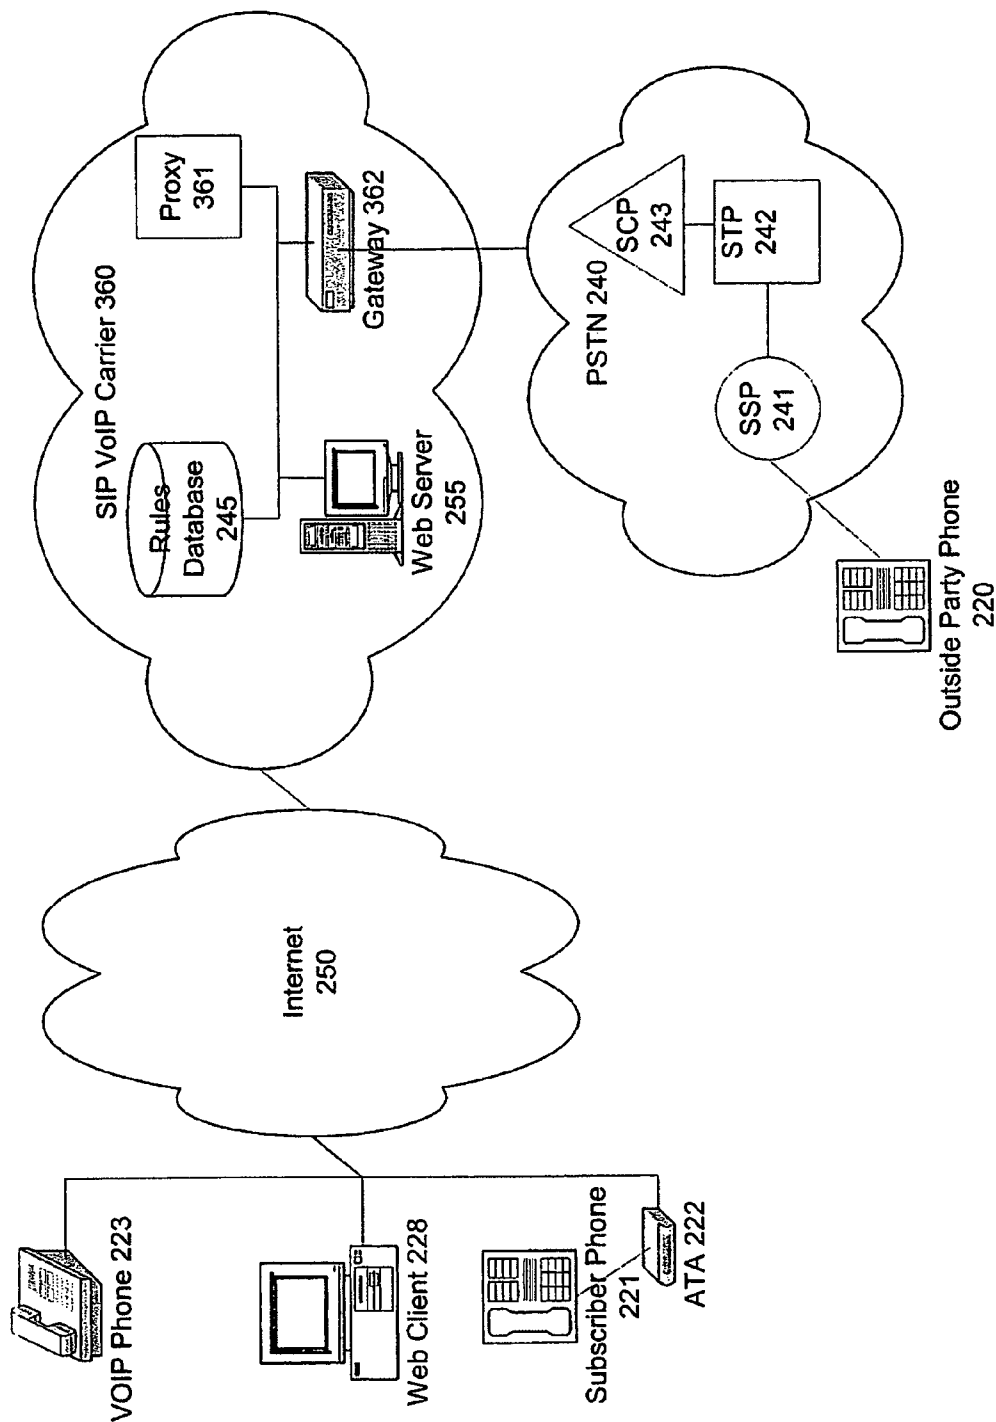 VOIP Phone 223
Web Client 228
Subscriber Phone
221
ATA 222
Internet
250
SIP VoIP Carrier 360
Rules
Database
245
Proxy
361
Web Server
255
Gateway 362
PSTN 240
SCP
243
STP
242
SSP
241
Outside Party Phone
220